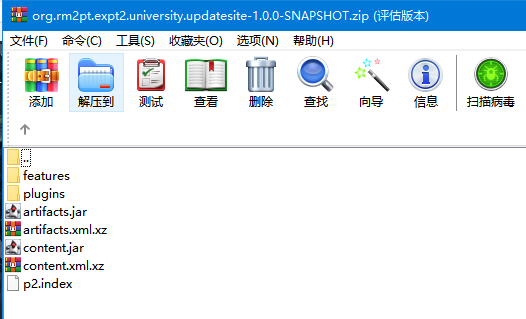 org.rm2pt.expt2.university.updatesite-1.0.0-SNAPSHOT.zip (评估版本)
文件(F) 命令(C) 工具(S) 收藏夹(O) 选项(N) 帮助(H)
添加 解压到 测试 查看 删除 查找 向导 信息 扫描病毒
..
features
plugins
artifacts.jar
artifacts.xml.xz
content.jar
content.xml.xz
p2.index